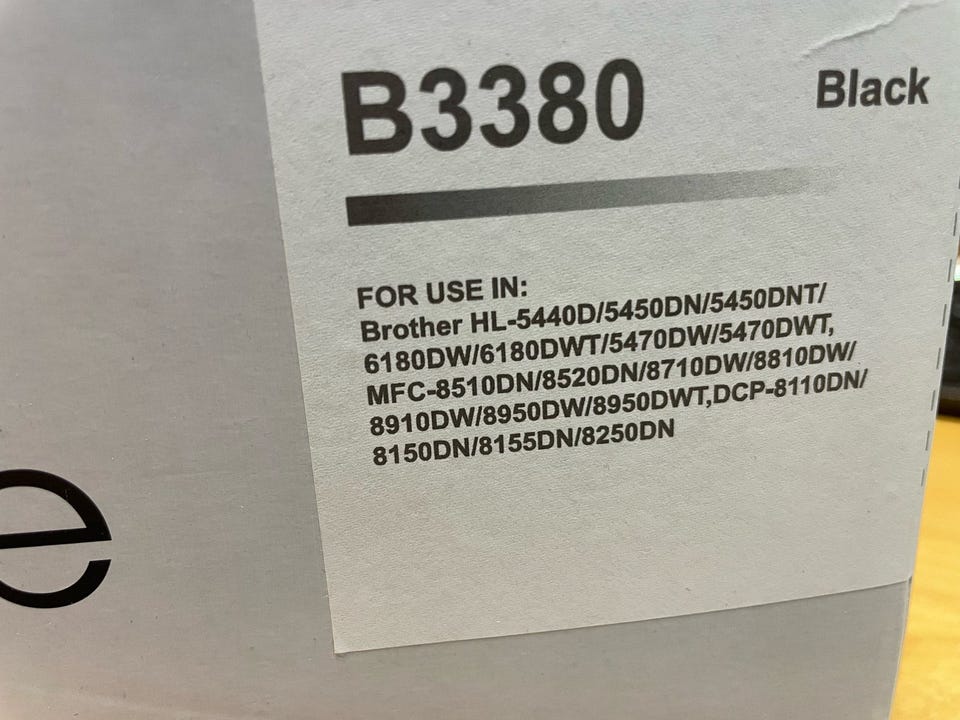 B3380
Black
FOR USE IN:
Brother HL-5440D/5450DN/5450DNT/
6180DW/6180DWT/5470DW/5470DWT,
MFC-8510DN/8520DN/8710DW/8810DW/
8910DW/8950DW/8950DWT,DCP-8110DN/
8150DN/8155DN/8250DN
e